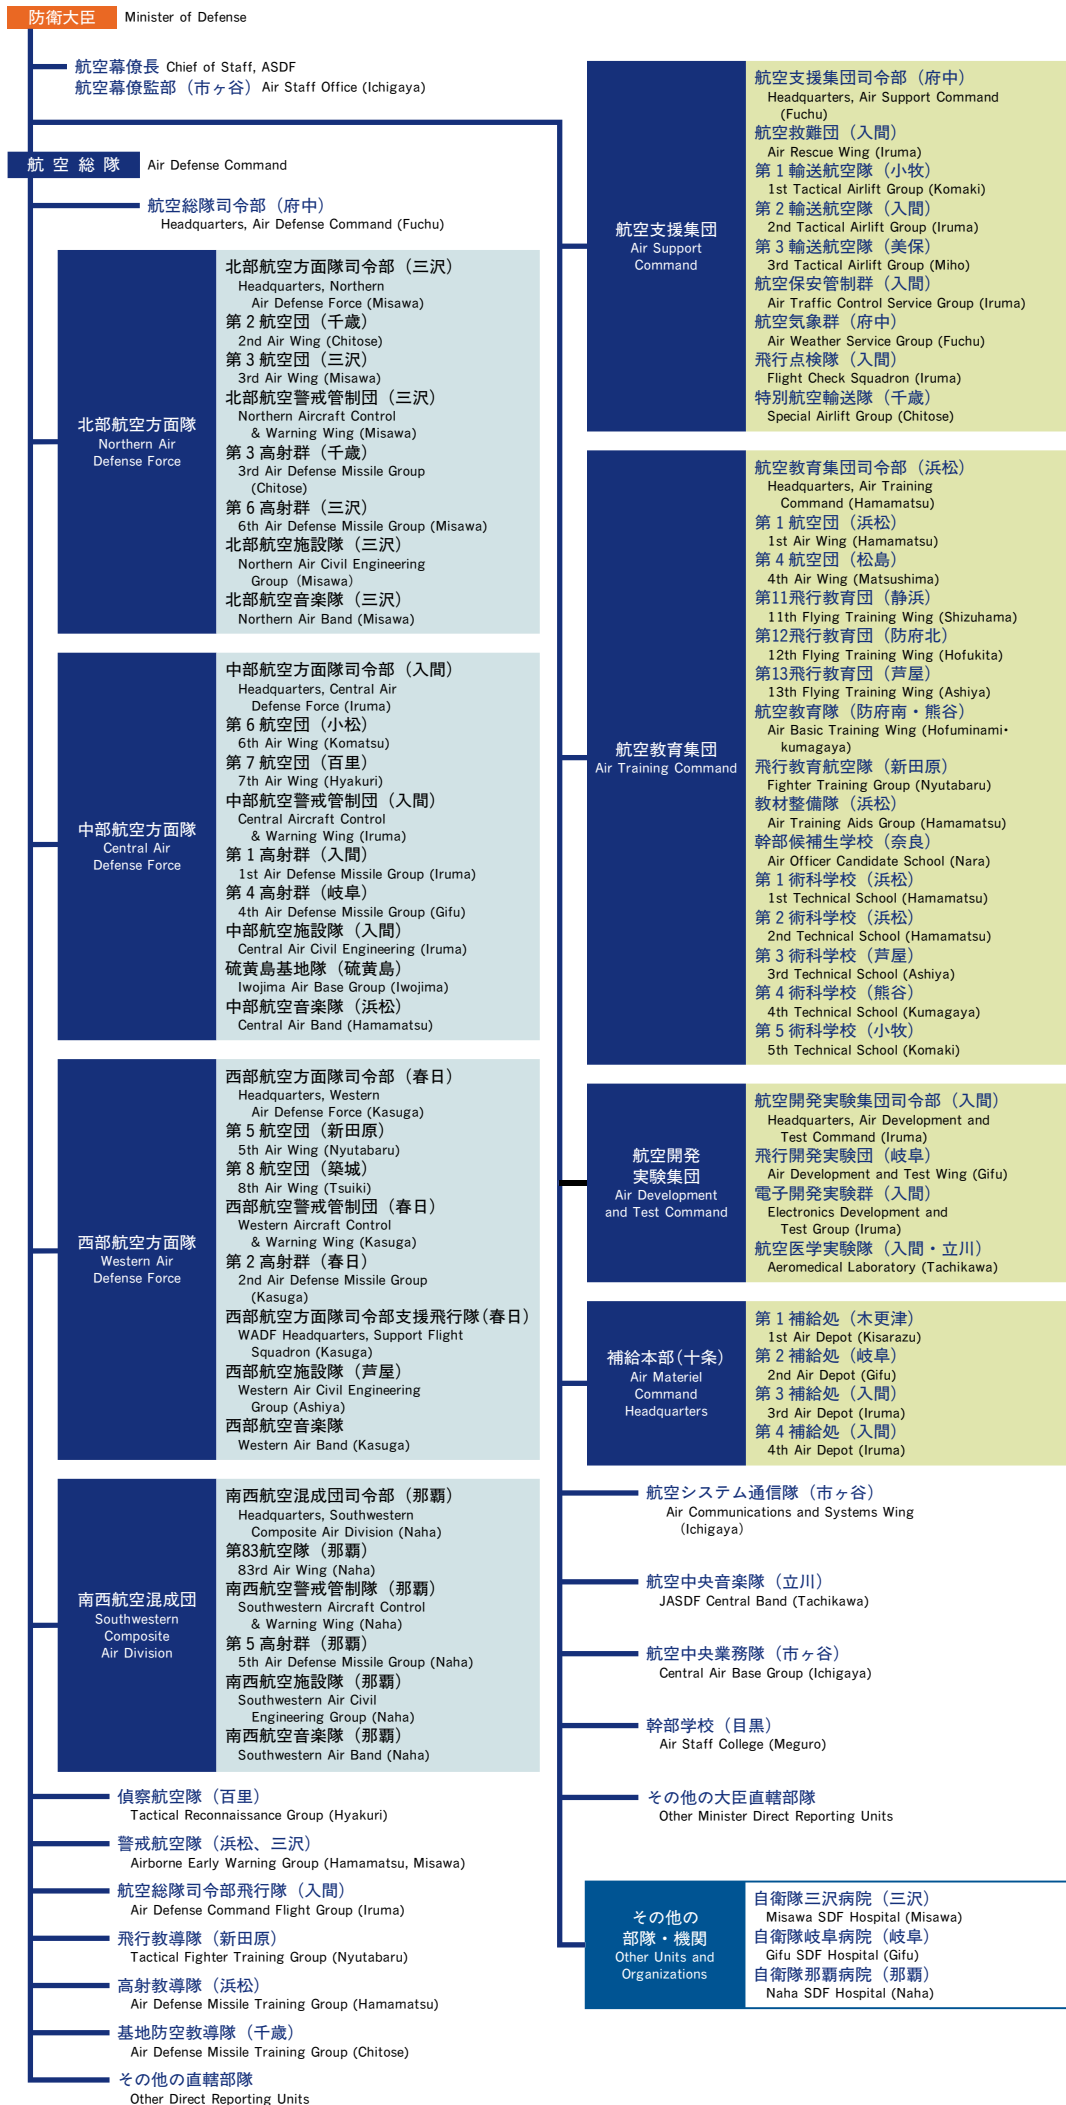 防衛大臣 Minister of Defense
航空幕僚長 Chief of Staff, ASDF
航空幕僚監部（市ヶ谷）Air Staff Office (Ichigaya)
航空総隊 Air Defense Command
航空総隊司令部（府中）
Headquarters, Air Defense Command (Fuchu)
北部航空方面隊
Northern Air
Defense Force
北部航空方面隊司令部（三沢）
Headquarters, Northern
Air Defense Force (Misawa)
第２航空団（千歳）
2nd Air Wing (Chitose)
第３航空団（三沢）
3rd Air Wing (Misawa)
北部航空警戒管制団（三沢）
Northern Aircraft Control
& Warning Wing (Misawa)
第３高射群（千歳）
3rd Air Defense Missile Group
(Chitose)
第６高射群（三沢）
6th Air Defense Missile Group (Misawa)
北部航空施設隊（三沢）
Northern Air Civil Engineering
Group（Misawa）
北部航空音楽隊（三沢）
Northern Air Band (Misawa)
中部航空方面隊
Central Air
Defense Force
中部航空方面隊司令部（入間）
Headquarters, Central Air
Defense Force (Iruma)
第６航空団（小松）
6th Air Wing (Komatsu)
第７航空団（百里）
7th Air Wing (Hyakuri)
中部航空警戒管制団（入間）
Central Aircraft Control
& Warning Wing (Iruma)
第１高射群（入間）
1st Air Defense Missile Group (Iruma)
第４高射群（岐阜）
4th Air Defense Missile Group (Gifu)
中部航空施設隊（入間）
Central Air Civil Engineering (Iruma)
硫黄島基地隊（硫黄島）
Iwojima Air Base Group (Iwojima)
中部航空音楽隊（浜松）
Central Air Band (Hamamatsu)
西部航空方面隊
Western Air
Defense Force
西部航空方面隊司令部（春日）
Headquarters, Western
Air Defense Force (Kasuga)
第５航空団（新田原）
5th Air Wing (Nyutabaru)
第８航空団（築城）
8th Air Wing (Tsuiki)
西部航空警戒管制団（春日）
Western Aircraft Control
& Warning Wing (Kasuga)
第２高射群（春日）
2nd Air Defense Missile Group
(Kasuga)
西部航空方面隊司令部支援飛行隊（春日）
WADF Headquarters, Support Flight
Squadron (Kasuga)
西部航空施設隊（芦屋）
Western Air Civil Engineering
Group (Ashiya)
西部航空音楽隊
Western Air Band (Kasuga)
南西航空混成団
Southwestern
Composite
Air Division
南西航空混成団司令部（那覇）
Headquarters, Southwestern
Composite Air Division (Naha)
第83航空隊（那覇）
83rd Air Wing (Naha)
南西航空警戒管制隊（那覇）
Southwestern Aircraft Control
& Warning Wing (Naha)
第５高射群（那覇）
5th Air Defense Missile Group (Naha)
南西航空施設隊（那覇）
Southwestern Air Civil
Engineering Group (Naha)
南西航空音楽隊（那覇）
Southwestern Air Band (Naha)
偵察航空隊（百里）
Tactical Reconnaissance Group (Hyakuri)
警戒航空隊（浜松、三沢）
Airborne Early Warning Group (Hamamatsu, Misawa)
航空総隊司令部飛行隊（入間）
Air Defense Command Flight Group (Iruma)
飛行教導隊（新田原）
Tactical Fighter Training Group (Nyutabaru)
高射教導隊（浜松）
Air Defense Missile Training Group (Hamamatsu)
基地防空教導隊（千歳）
Air Defense Missile Training Group (Chitose)
その他の直轄部隊
Other Direct Reporting Units
航空支援集団
Air Support
Command
航空支援集団司令部（府中）
Headquarters, Air Support Command
(Fuchu)
航空救難団（入間）
Air Rescue Wing (Iruma)
第１輸送航空隊（小牧）
1st Tactical Airlift Group (Komaki)
第２輸送航空隊（入間）
2nd Tactical Airlift Group (Iruma)
第３輸送航空隊（美保）
3rd Tactical Airlift Group (Miho)
航空保安管制群（入間）
Air Traffic Control Service Group (Iruma)
航空気象群（府中）
Air Weather Service Group (Fuchu)
飛行点検隊（入間）
Flight Check Squadron (Iruma)
特別航空輸送隊（千歳）
Special Airlift Group (Chitose)
航空教育集団
Air Training Command
航空教育集団司令部（浜松）
Headquarters, Air Training
Command (Hamamatsu)
第１航空団（浜松）
1st Air Wing (Hamamatsu)
第４航空団（松島）
4th Air Wing (Matsushima)
第11飛行教育団（静浜）
11th Flying Training Wing (Shizuhama)
第12飛行教育団（防府北）
12th Flying Training Wing (Hofukita)
第13飛行教育団（芦屋）
13th Flying Training Wing (Ashiya)
航空教育隊（防府南・熊谷）
Air Basic Training Wing (Hofuminami・
kumagaya)
飛行教育航空隊（新田原）
Fighter Training Group (Nyutabaru)
教材整備隊（浜松）
Air Training Aids Group (Hamamatsu)
幹部候補生学校（奈良）
Air Officer Candidate School (Nara)
第１術科学校（浜松）
1st Technical School (Hamamatsu)
第２術科学校（浜松）
2nd Technical School (Hamamatsu)
第３術科学校（芦屋）
3rd Technical School (Ashiya)
第４術科学校（熊谷）
4th Technical School (Kumagaya)
第５術科学校（小牧）
5th Technical School (Komaki)
航空開発
実験集団
Air Development
and Test Command
航空開発実験集団司令部（入間）
Headquarters, Air Development and
Test Command (Iruma)
飛行開発実験団（岐阜）
Air Development and Test Wing (Gifu)
電子開発実験群（入間）
Electronics Development and
Test Group (Iruma)
航空医学実験隊（入間・立川）
Aeromedical Laboratory (Tachikawa)
補給本部（十条）
Air Materiel
Command
Headquarters
第１補給処（木更津）
1st Air Depot (Kisarazu)
第２補給処（岐阜）
2nd Air Depot (Gifu)
第３補給処（入間）
3rd Air Depot (Iruma)
第４補給処（入間）
4th Air Depot (Iruma)
航空システム通信隊（市ヶ谷）
Air Communications and Systems Wing
（Ichigaya）
航空中央音楽隊（立川）
JASDF Central Band (Tachikawa)
航空中央業務隊（市ヶ谷）
Central Air Base Group (Ichigaya)
幹部学校（目黒）
Air Staff College (Meguro)
その他の大臣直轄部隊
Other Minister Direct Reporting Units
その他の
部隊・機関
Other Units and
Organizations
自衛隊三沢病院（三沢）
Misawa SDF Hospital (Misawa)
自衛隊岐阜病院（岐阜）
Gifu SDF Hospital (Gifu)
自衛隊那覇病院（那覇）
Naha SDF Hospital (Naha)